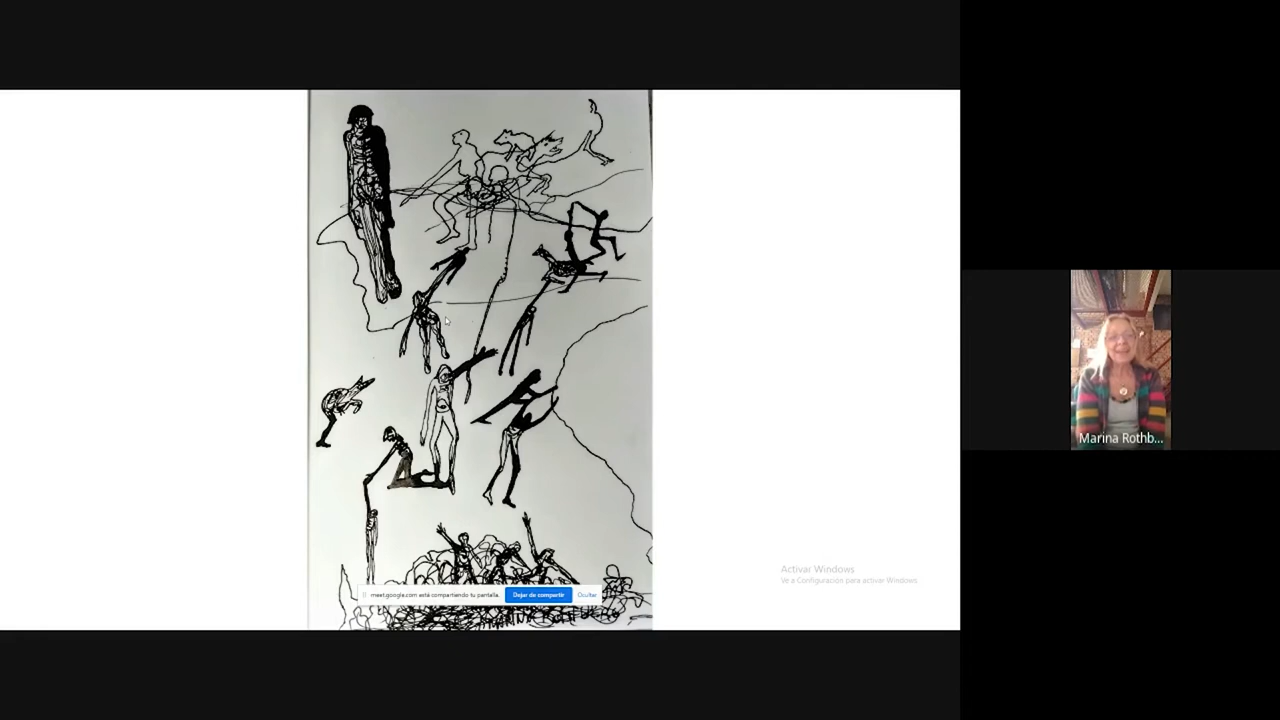 Activar Windows
Ve a Configuración para activar Windows.
meet.google.com está compartiendo tu pantalla.
Dejar de compartir
Ocultar
Marina Rothb...